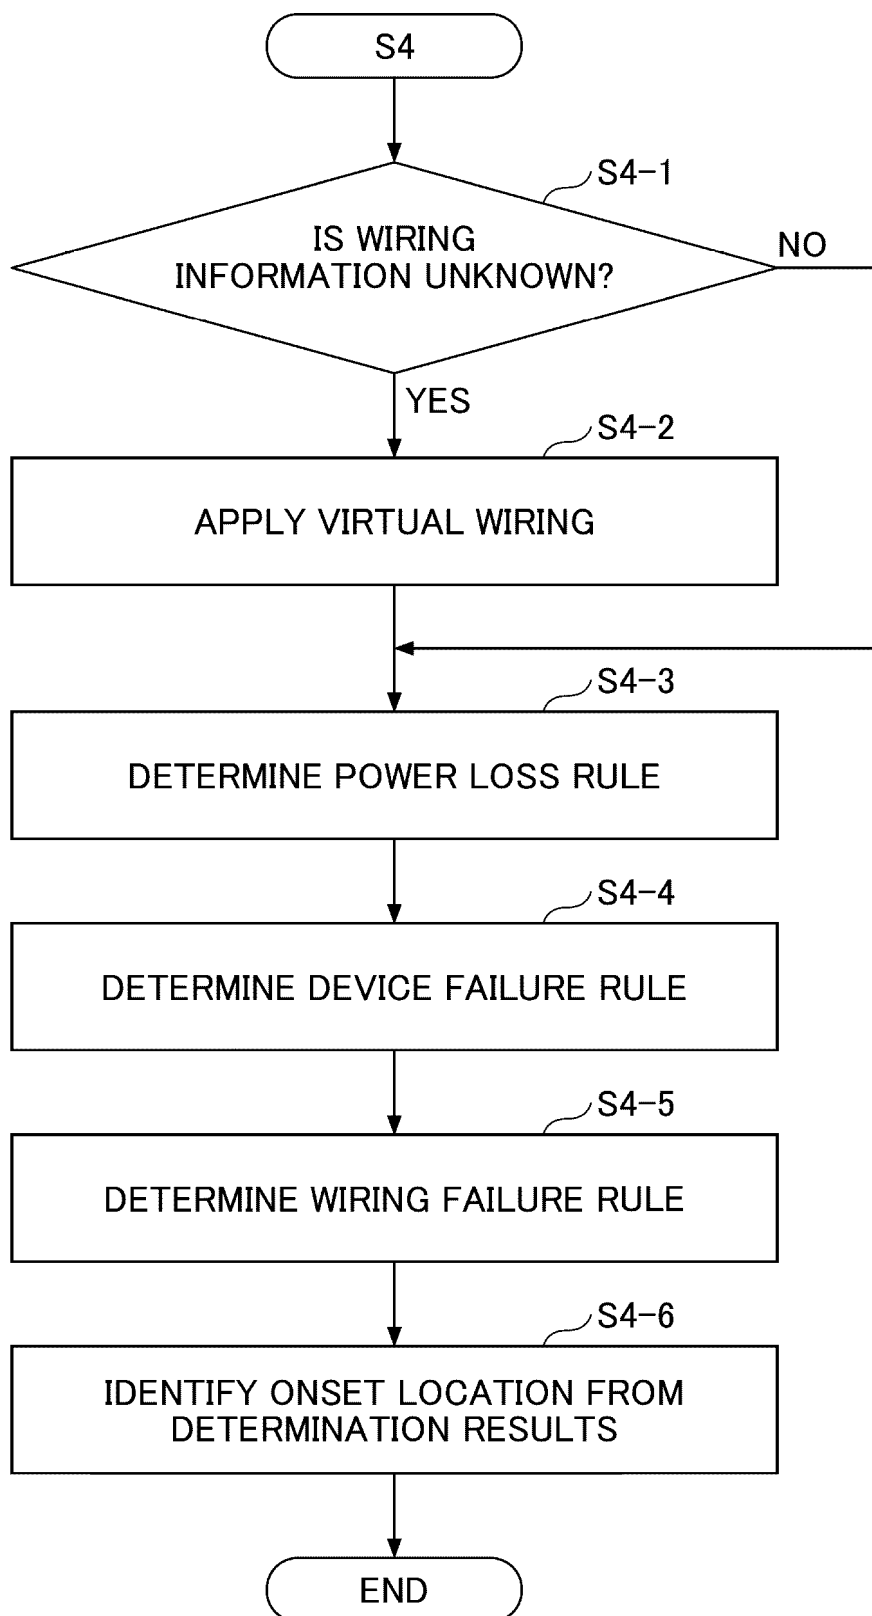 S4
S4-1
IS WIRING
INFORMATION UNKNOWN?
NO
YES
S4-2
APPLY VIRTUAL WIRING
S4-3
DETERMINE POWER LOSS RULE
S4-4
DETERMINE DEVICE FAILURE RULE
S4-5
DETERMINE WIRING FAILURE RULE
S4-6
IDENTIFY ONSET LOCATION FROM
DETERMINATION RESULTS
END